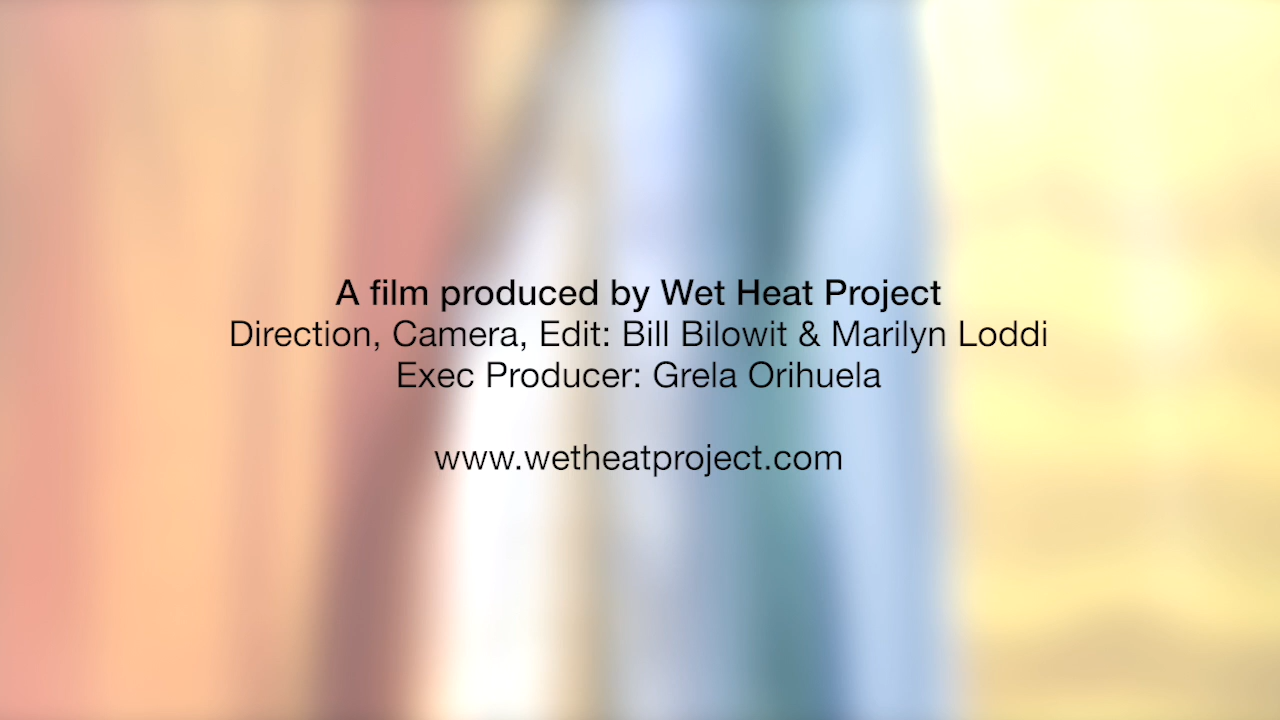 A film produced by Wet Heat Project
Direction, Camera, Edit: Bill Bilowit & Marilyn Loddi
Exec Producer: Grela Orihuela
www.wetheatproject.com